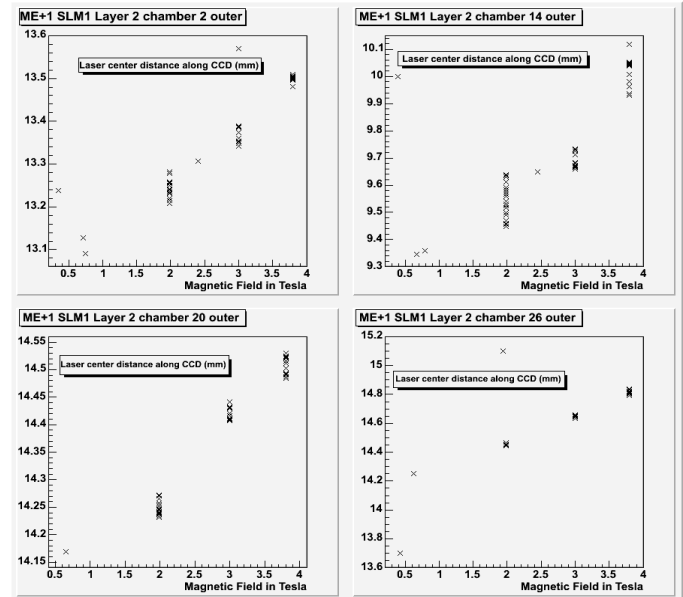 ME+1 SLM1 Layer 2 chamber 2 outer
13.6
Laser center distance along CCD (mm)
13.5
13.4
13.3
13.2
13.1
0.5 1 1.5 2 2.5 3 3.5 4
Magnetic Field in Tesla
ME+1 SLM1 Layer 2 chamber 14 outer
10.1
Laser center distance along CCD (mm)
10
9.9
9.8
9.7
9.6
9.5
9.4
9.3
0.5 1 1.5 2 2.5 3 3.5 4
Magnetic Field in Tesla
ME+1 SLM1 Layer 2 chamber 20 outer
14.55
Laser center distance along CCD (mm)
14.5
14.45
14.4
14.35
14.3
14.25
14.2
14.15
0.5 1 1.5 2 2.5 3 3.5 4
Magnetic Field in Tesla
ME+1 SLM1 Layer 2 chamber 26 outer
15.2
15
Laser center distance along CCD (mm)
14.8
14.6
14.4
14.2
14
13.8
13.6
0.5 1 1.5 2 2.5 3 3.5 4
Magnetic Field in Tesla